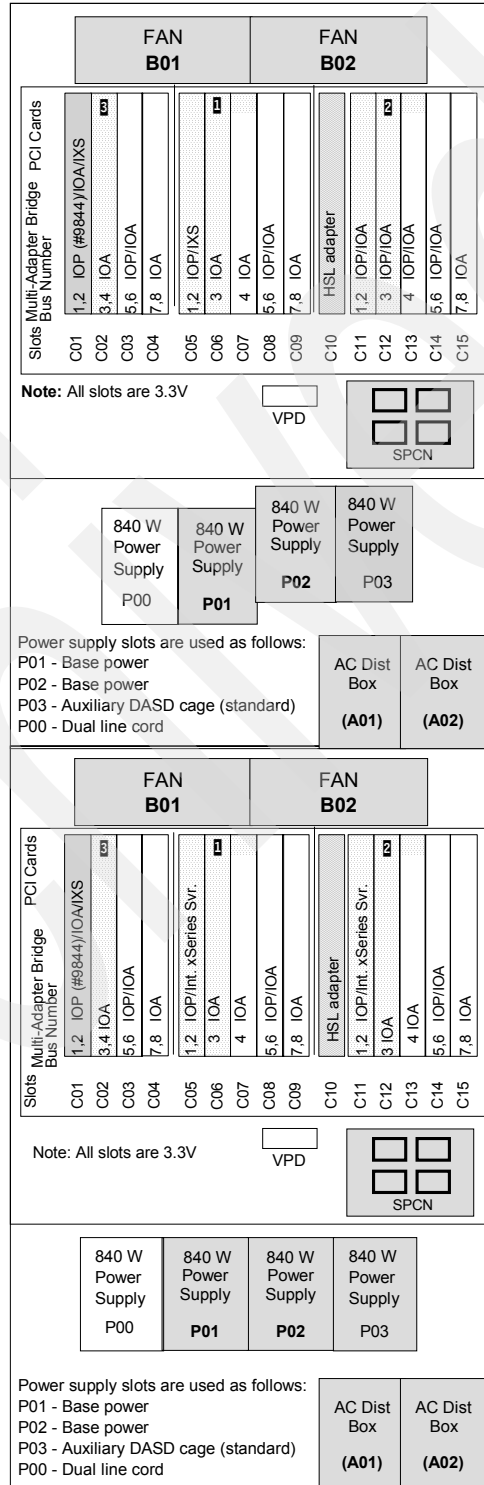 FAN
B01
FAN
B02
Slots
Multi-Adapter Bridge
Bus Number
PCI Cards
C01 1,2 IOP (#9844)/IOA/IXS
C02 3,4 IOA 3
C03 5,6 IOP/IOA
C04 7,8 IOA
C05 1,2 IOP/IXS
C06 3 IOA 1
C07 4 IOA
C08 5,6 IOP/IOA
C09 7,8 IOA
C10 HSL adapter
C11 1,2 IOP/IOA
C12 3 IOP/IOA 2
C13 4 IOP/IOA
C14 5,6 IOP/IOA
C15 7,8 IOA
Note: All slots are 3.3V
VPD
SPCN
840 W
Power
Supply
P00
840 W
Power
Supply
P01
840 W
Power
Supply
P02
840 W
Power
Supply
P03
Power supply slots are used as follows:
P01 - Base power
P02 - Base power
P03 - Auxiliary DASD cage (standard)
P00 - Dual line cord
AC Dist
Box
(A01)
AC Dist
Box
(A02)
FAN
B01
FAN
B02
Slots
Multi-Adapter Bridge
Bus Number
PCI Cards
C01 1,2 IOP (#9844)/IOA/IXS
C02 3,4 IOA 3
C03 5,6 IOP/IOA
C04 7,8 IOA
C05 1,2 IOP/Int. xSeries Svr.
C06 3 IOA 1
C07 4 IOA
C08 5,6 IOP/IOA
C09 7,8 IOA
C10 HSL adapter
C11 1,2 IOP/Int. xSeries Svr.
C12 3 IOA 2
C13 4 IOA
C14 5,6 IOP/IOA
C15 7,8 IOA
Note: All slots are 3.3V
VPD
SPCN
840 W
Power
Supply
P00
840 W
Power
Supply
P01
840 W
Power
Supply
P02
840 W
Power
Supply
P03
Power supply slots are used as follows:
P01 - Base power
P02 - Base power
P03 - Auxiliary DASD cage (standard)
P00 - Dual line cord
AC Dist
Box
(A01)
AC Dist
Box
(A02)